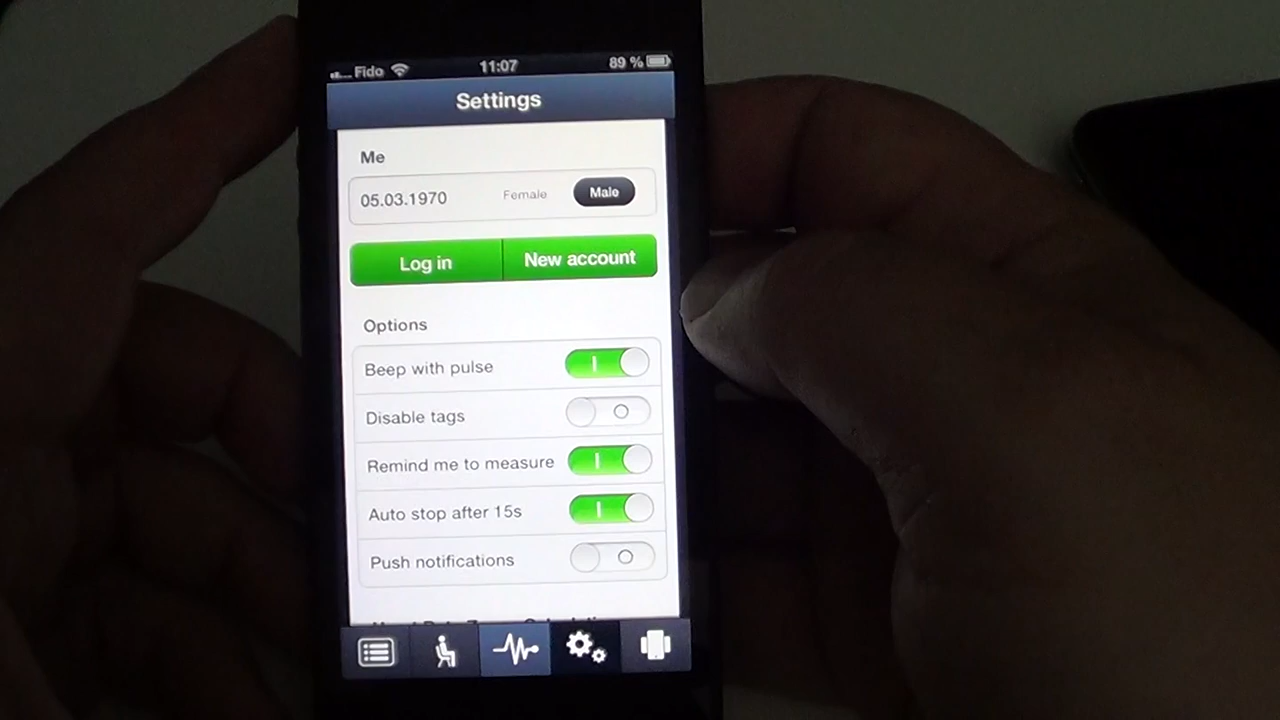 Fido 11:07 89 %
Settings
Me
05.03.1970 Female Male
Log in New account
Options
Beep with pulse
Disable tags
Remind me to measure
Auto stop after 15s
Push notifications